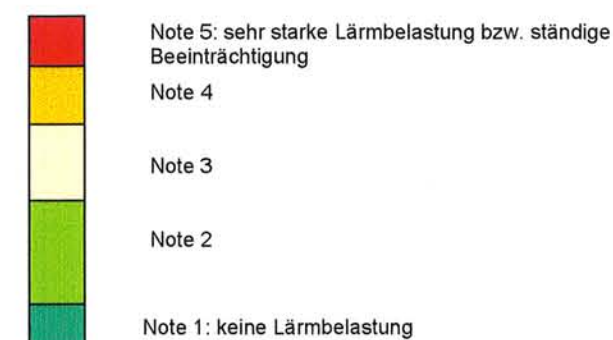 Note 5: sehr starke Lärmbelastung bzw. ständige
Beeinträchtigung
Note 4
Note 3
Note 2
Note 1: keine Lärmbelastung